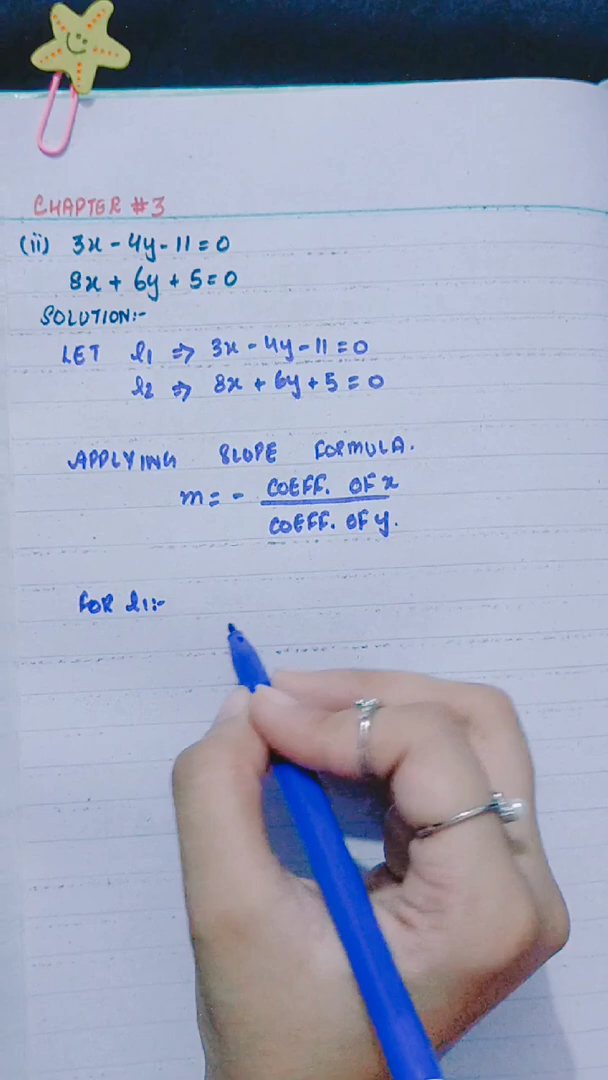 CHAPTER #3
(ii) 3x - 4y - 11 = 0
8x + 6y + 5 = 0
SOLUTION:-
LET l1 ⇒ 3x - 4y - 11 = 0
l2 ⇒ 8x + 6y + 5 = 0
APPLYING SLOPE FORMULA.
m = - COEFF. OF x
COEFF. OF y.
FOR l1:-